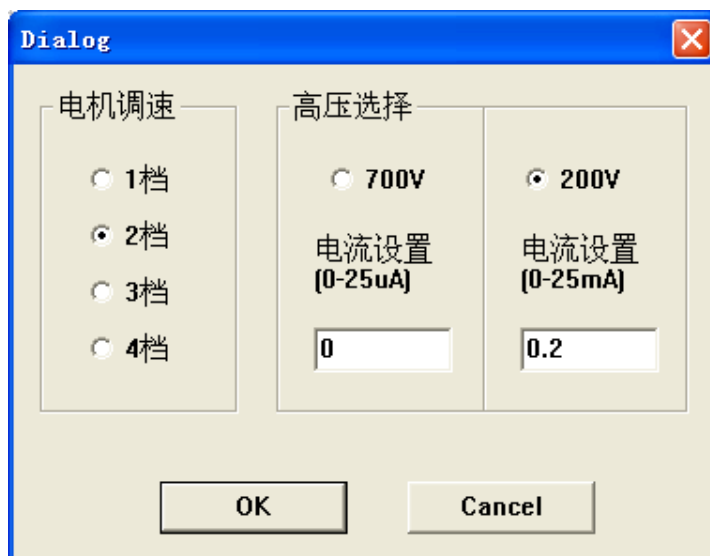 Dialog
电机调速
1档
2档
3档
4档
高压选择
700V
电流设置
(0-25uA)
0
200V
电流设置
(0-25mA)
0.2
OK
Cancel